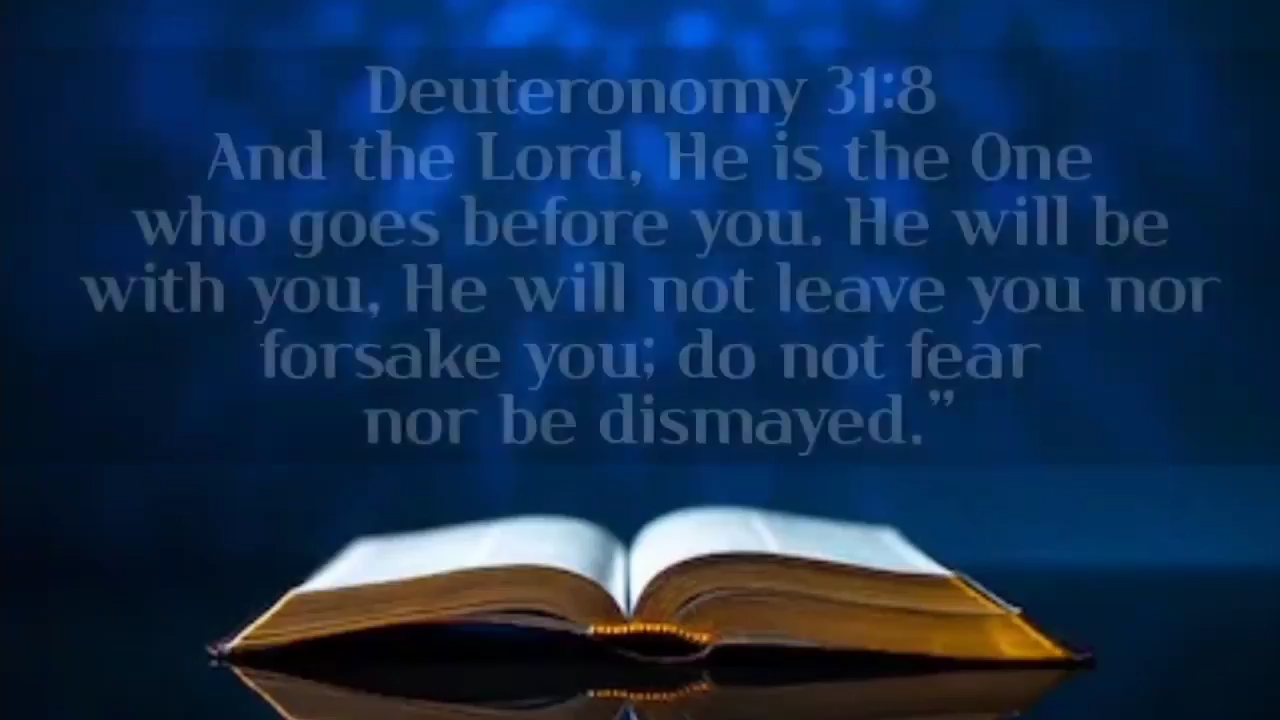 Deuteronomy 31:8
And the Lord, He is the One
who goes before you. He will be
with you, He will not leave you nor
forsake you; do not fear
nor be dismayed.”